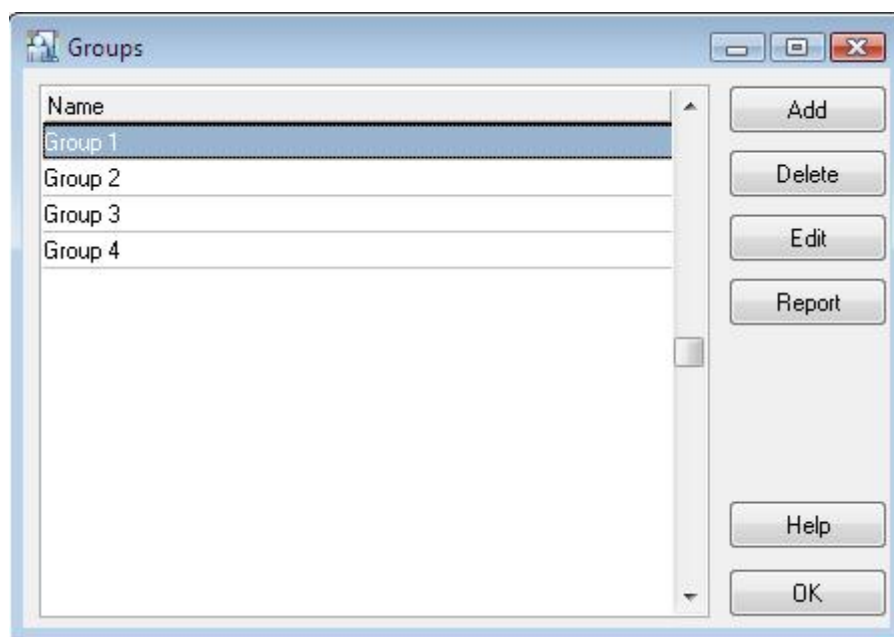 Groups
Name
Group 1
Group 2
Group 3
Group 4
Add
Delete
Edit
Report
Help
OK